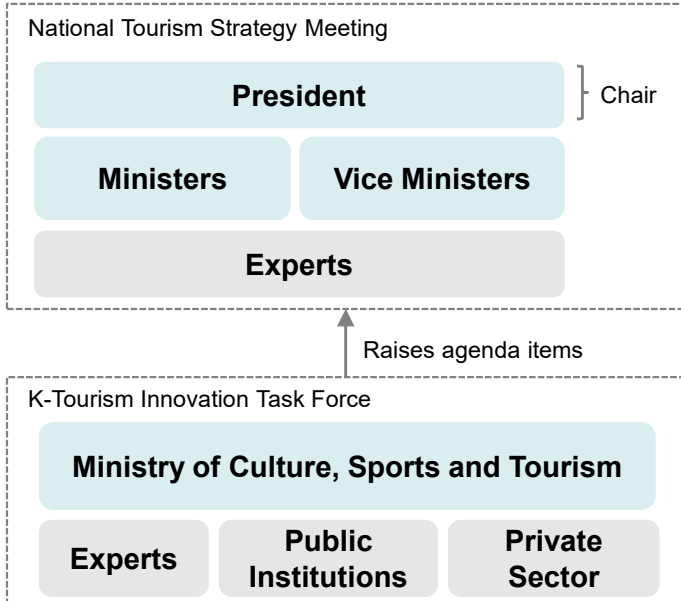 National Tourism Strategy Meeting
President
Chair
Ministers
Vice Ministers
Experts
Raises agenda items
K-Tourism Innovation Task Force
Ministry of Culture, Sports and Tourism
Experts
Public
Institutions
Private
Sector